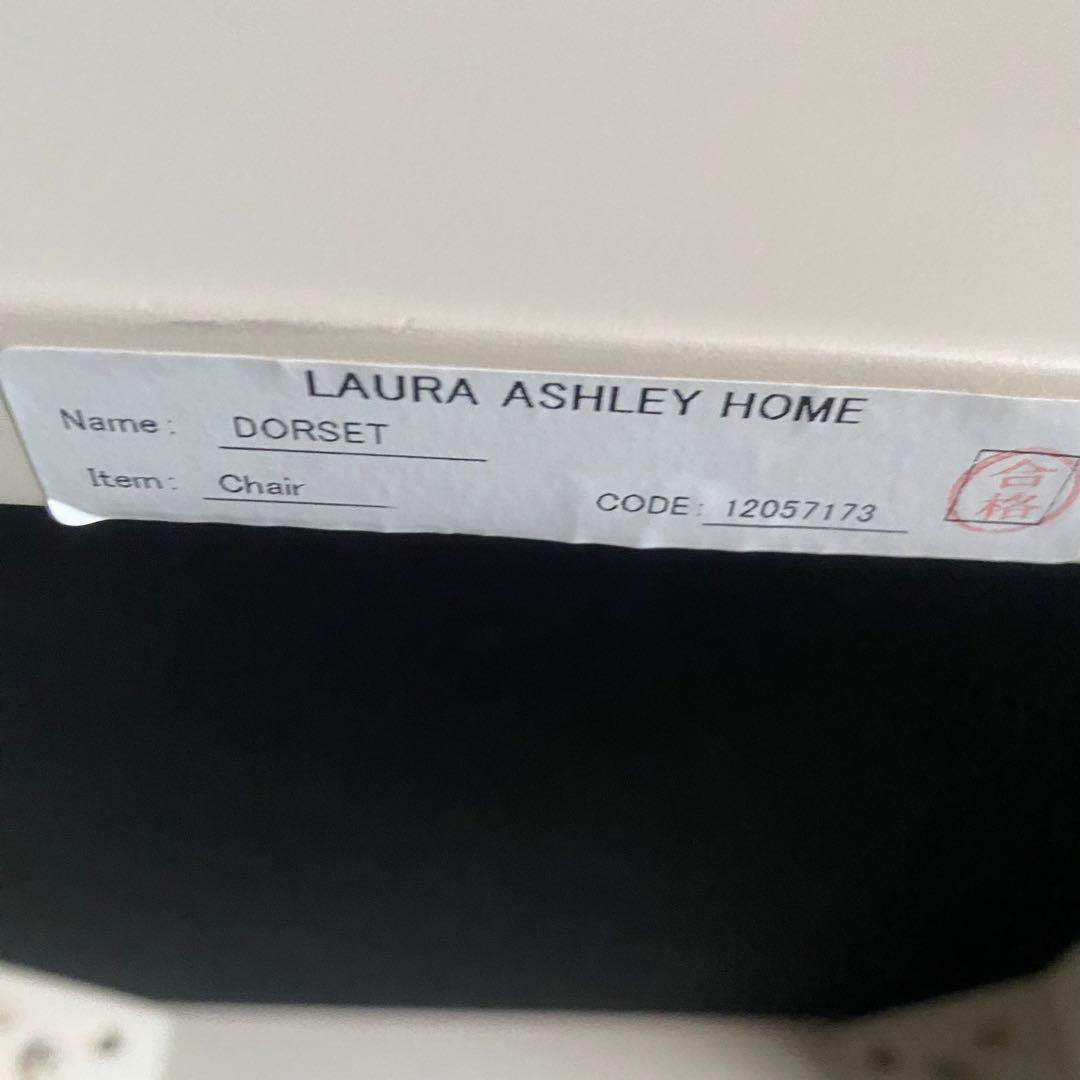 LAURA ASHLEY HOME
Name: DORSET
Item: Chair
CODE: 12057173
合格